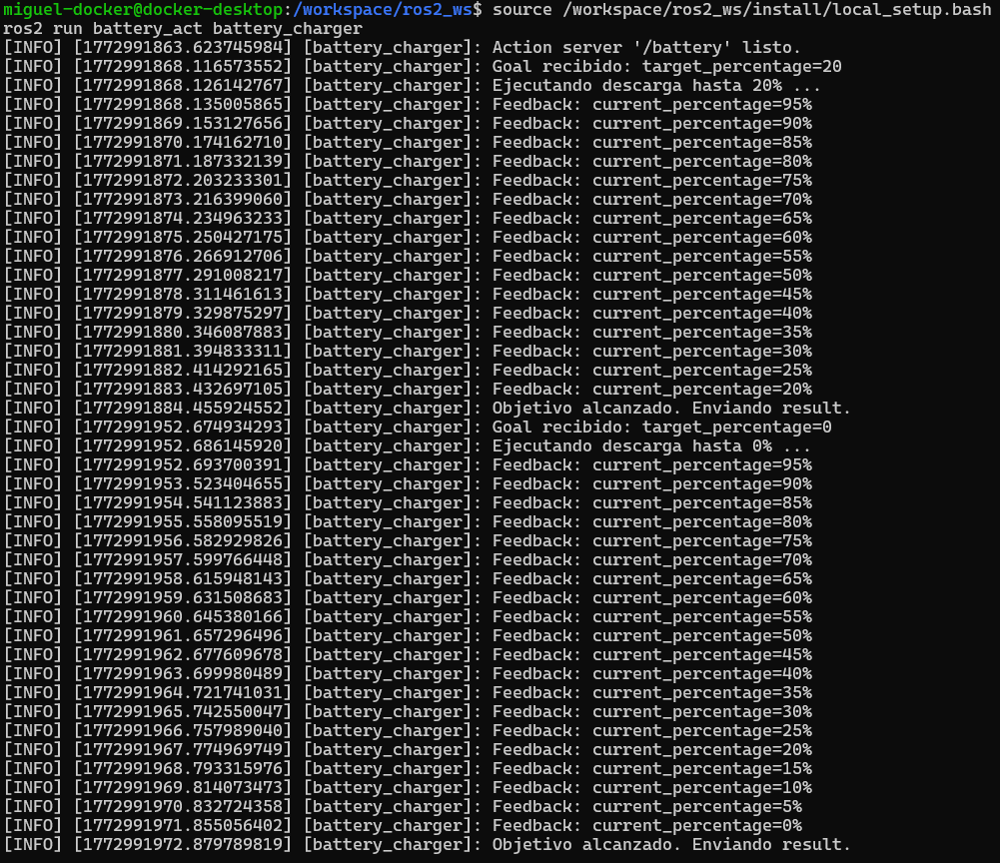 miguel-docker@docker-desktop:/workspace/ros2_ws$ source /workspace/ros2_ws/install/local_setup.bash
ros2 run battery_act battery_charger
[INFO] [1772991863.623745984] [battery_charger]: Action server '/battery' listo.
[INFO] [1772991868.116573552] [battery_charger]: Goal recibido: target_percentage=20
[INFO] [1772991868.126142767] [battery_charger]: Ejecutando descarga hasta 20% ...
[INFO] [1772991868.135005865] [battery_charger]: Feedback: current_percentage=95%
[INFO] [1772991869.153127656] [battery_charger]: Feedback: current_percentage=90%
[INFO] [1772991870.174162710] [battery_charger]: Feedback: current_percentage=85%
[INFO] [1772991871.187332139] [battery_charger]: Feedback: current_percentage=80%
[INFO] [1772991872.203233301] [battery_charger]: Feedback: current_percentage=75%
[INFO] [1772991873.216399060] [battery_charger]: Feedback: current_percentage=70%
[INFO] [1772991874.234963233] [battery_charger]: Feedback: current_percentage=65%
[INFO] [1772991875.250427175] [battery_charger]: Feedback: current_percentage=60%
[INFO] [1772991876.266912706] [battery_charger]: Feedback: current_percentage=55%
[INFO] [1772991877.291008217] [battery_charger]: Feedback: current_percentage=50%
[INFO] [1772991878.311461613] [battery_charger]: Feedback: current_percentage=45%
[INFO] [1772991879.329875297] [battery_charger]: Feedback: current_percentage=40%
[INFO] [1772991880.346087883] [battery_charger]: Feedback: current_percentage=35%
[INFO] [1772991881.394833311] [battery_charger]: Feedback: current_percentage=30%
[INFO] [1772991882.414292165] [battery_charger]: Feedback: current_percentage=25%
[INFO] [1772991883.432697105] [battery_charger]: Feedback: current_percentage=20%
[INFO] [1772991884.455924552] [battery_charger]: Objetivo alcanzado. Enviando result.
[INFO] [1772991952.674934293] [battery_charger]: Goal recibido: target_percentage=0
[INFO] [1772991952.686145920] [battery_charger]: Ejecutando descarga hasta 0% ...
[INFO] [1772991952.693700391] [battery_charger]: Feedback: current_percentage=95%
[INFO] [1772991953.523404655] [battery_charger]: Feedback: current_percentage=90%
[INFO] [1772991954.541123883] [battery_charger]: Feedback: current_percentage=85%
[INFO] [1772991955.558095519] [battery_charger]: Feedback: current_percentage=80%
[INFO] [1772991956.582929826] [battery_charger]: Feedback: current_percentage=75%
[INFO] [1772991957.599766448] [battery_charger]: Feedback: current_percentage=70%
[INFO] [1772991958.615948143] [battery_charger]: Feedback: current_percentage=65%
[INFO] [1772991959.631508683] [battery_charger]: Feedback: current_percentage=60%
[INFO] [1772991960.645380166] [battery_charger]: Feedback: current_percentage=55%
[INFO] [1772991961.657296496] [battery_charger]: Feedback: current_percentage=50%
[INFO] [1772991962.677609678] [battery_charger]: Feedback: current_percentage=45%
[INFO] [1772991963.699980489] [battery_charger]: Feedback: current_percentage=40%
[INFO] [1772991964.721741031] [battery_charger]: Feedback: current_percentage=35%
[INFO] [1772991965.742550047] [battery_charger]: Feedback: current_percentage=30%
[INFO] [1772991966.757989040] [battery_charger]: Feedback: current_percentage=25%
[INFO] [1772991967.774969749] [battery_charger]: Feedback: current_percentage=20%
[INFO] [1772991968.793315976] [battery_charger]: Feedback: current_percentage=15%
[INFO] [1772991969.814073473] [battery_charger]: Feedback: current_percentage=10%
[INFO] [1772991970.832724358] [battery_charger]: Feedback: current_percentage=5%
[INFO] [1772991971.855056402] [battery_charger]: Feedback: current_percentage=0%
[INFO] [1772991972.879789819] [battery_charger]: Objetivo alcanzado. Enviando result.